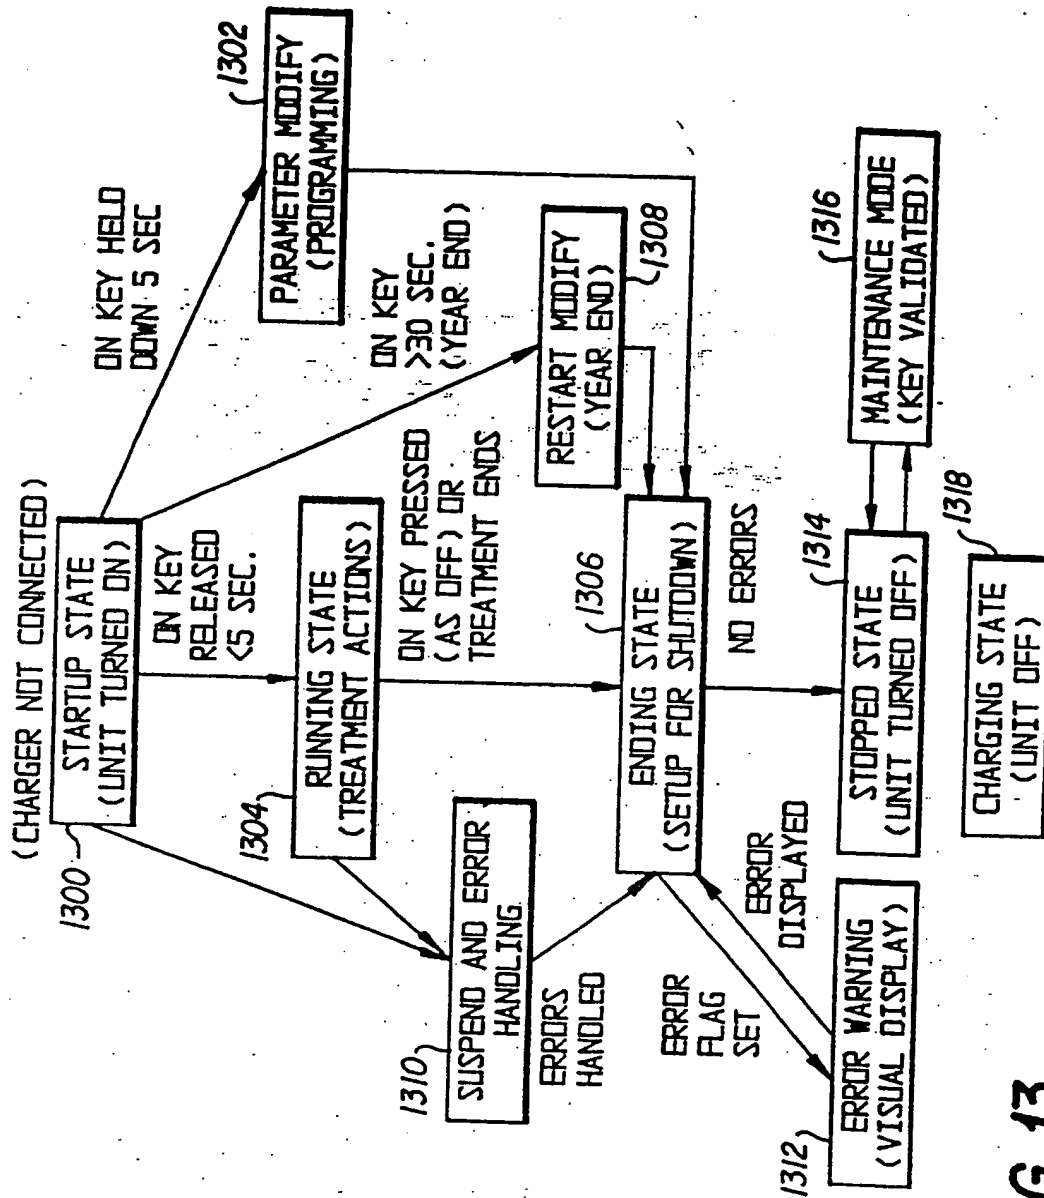 (CHARGER NOT CONNECTED)
STARTUP STATE
(UNIT TURNED ON)
1300
ON KEY HELD
DOWN 5 SEC
1302
PARAMETER MODIFY
(PROGRAMMING)
ON KEY
RELEASED
<5 SEC.
ON KEY
>30 SEC.
(YEAR END)
1304
RUNNING STATE
(TREATMENT ACTIONS)
ON KEY PRESSED
(AS OFF) OR
TREATMENT ENDS
RESTART MODIFY
(YEAR END)
1308
1310
SUSPEND AND ERROR
HANDLING
ERRORS
HANDLED
1306
ENDING STATE
(SETUP FOR SHUTDOWN)
ERROR
FLAG
SET
ERROR
DISPLAYED
NO ERRORS
1312
ERROR WARNING
(VISUAL DISPLAY)
1314
STOPPED STATE
(UNIT TURNED OFF)
1316
MAINTENANCE MODE
(KEY VALIDATED)
1318
CHARGING STATE
(UNIT OFF)
G 13